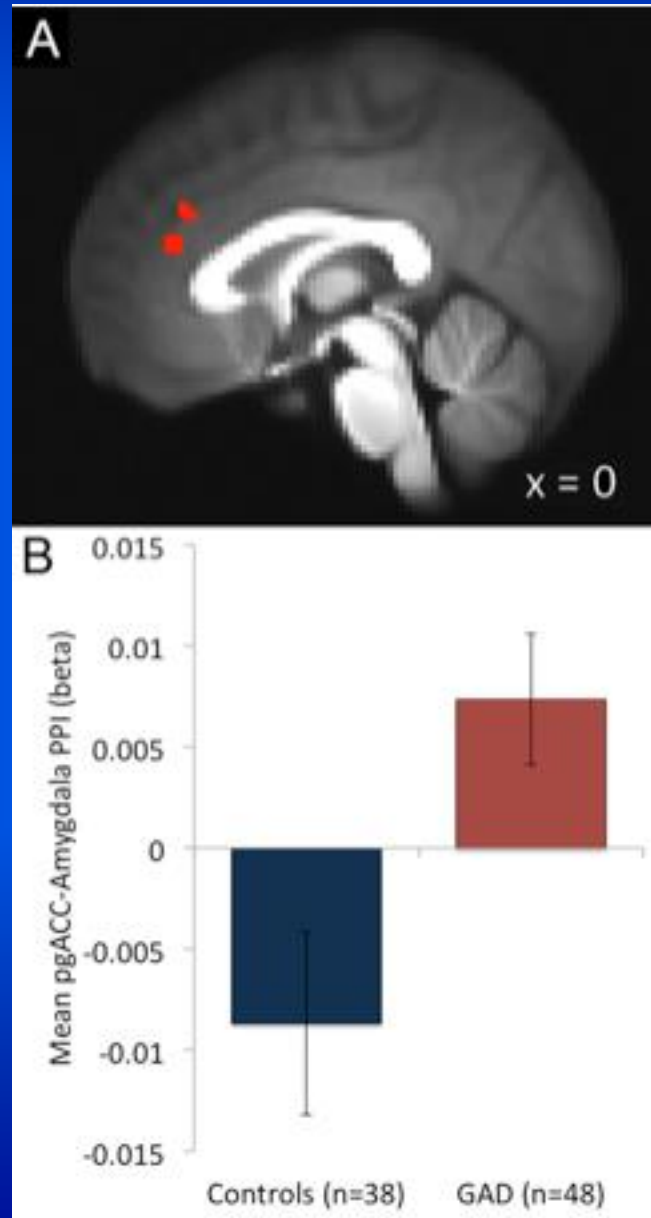 A
x = 0
B
Mean pgACC-Amygdala PPI (beta)
0.015
0.01
0.005
0
-0.005
-0.01
-0.015
Controls (n=38) GAD (n=48)